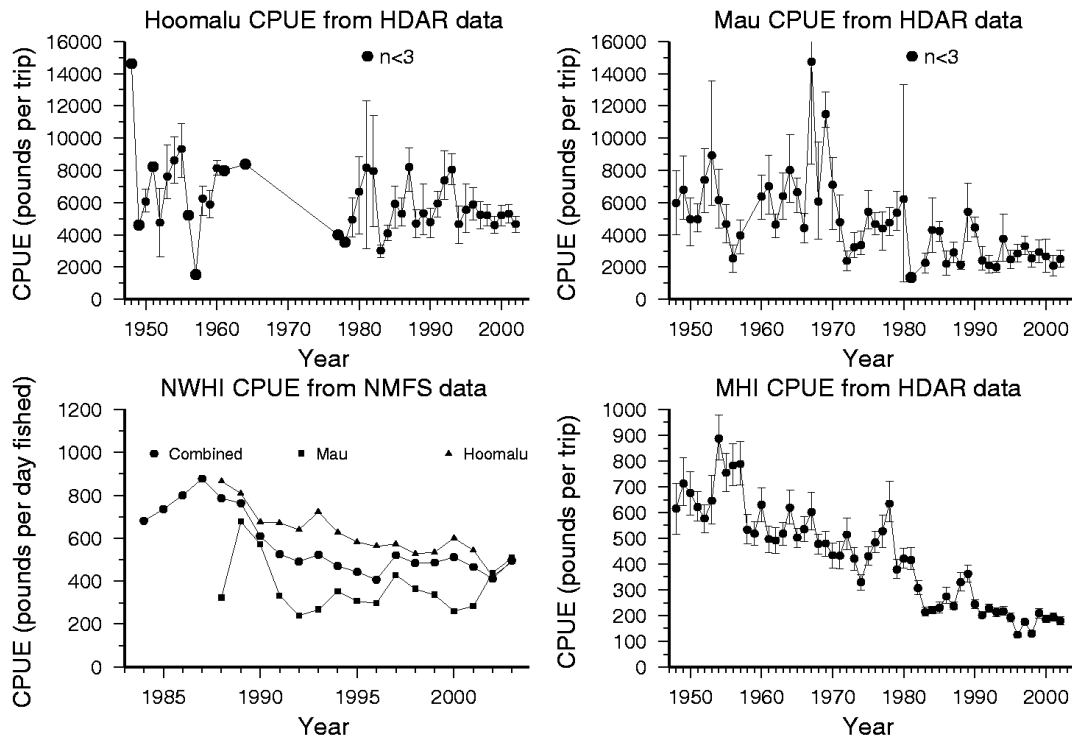 Hoomalu CPUE from HDAR data
CPUE (pounds per trip)
16000
14000
12000
10000
8000
6000
4000
2000
0
n<3
1950 1960 1970 1980 1990 2000
Year
Mau CPUE from HDAR data
CPUE (pounds per trip)
16000
14000
12000
10000
8000
6000
4000
2000
0
n<3
1950 1960 1970 1980 1990 2000
Year
NWHI CPUE from NMFS data
CPUE (pounds per day fished)
1200
1000
800
600
400
200
0
Combined Mau Hoomalu
1985 1990 1995 2000
Year
MHI CPUE from HDAR data
CPUE (pounds per trip)
1000
900
800
700
600
500
400
300
200
100
0
1950 1960 1970 1980 1990 2000
Year